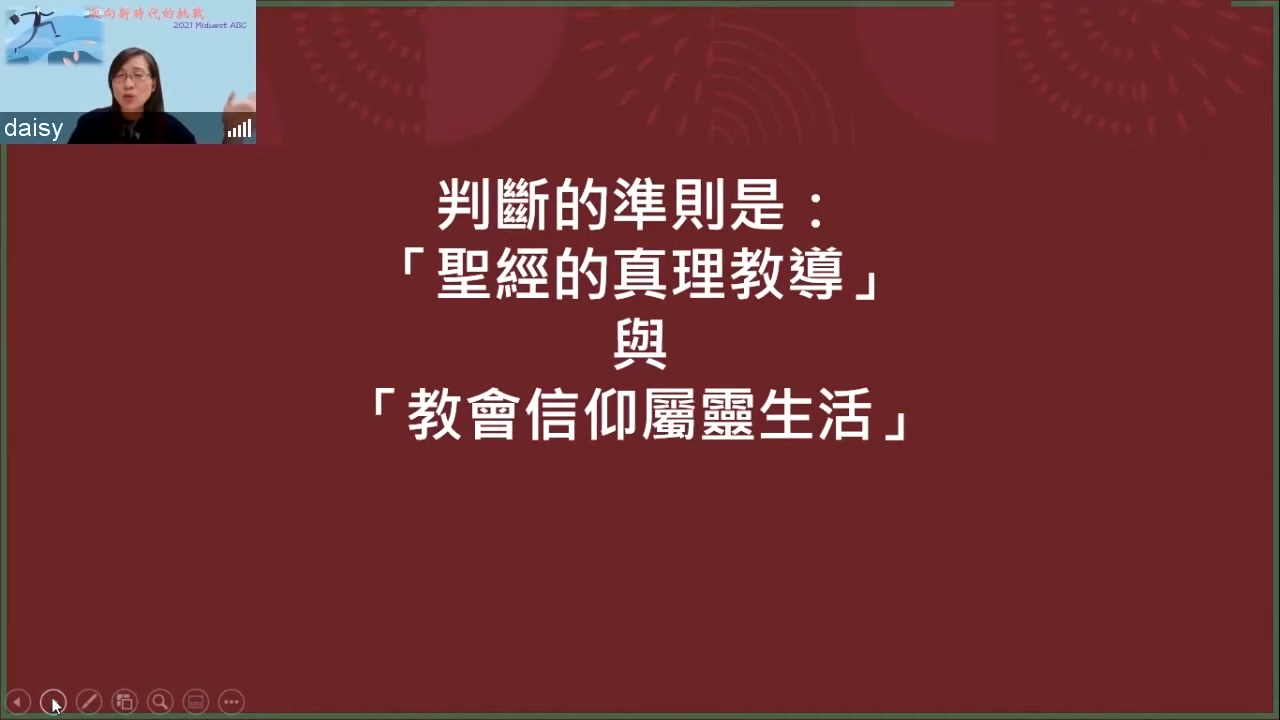 迎向新時代的挑戰
2021 Midwest ABC
daisy
判斷的準則是：
「聖經的真理教導」
與
「教會信仰屬靈生活」